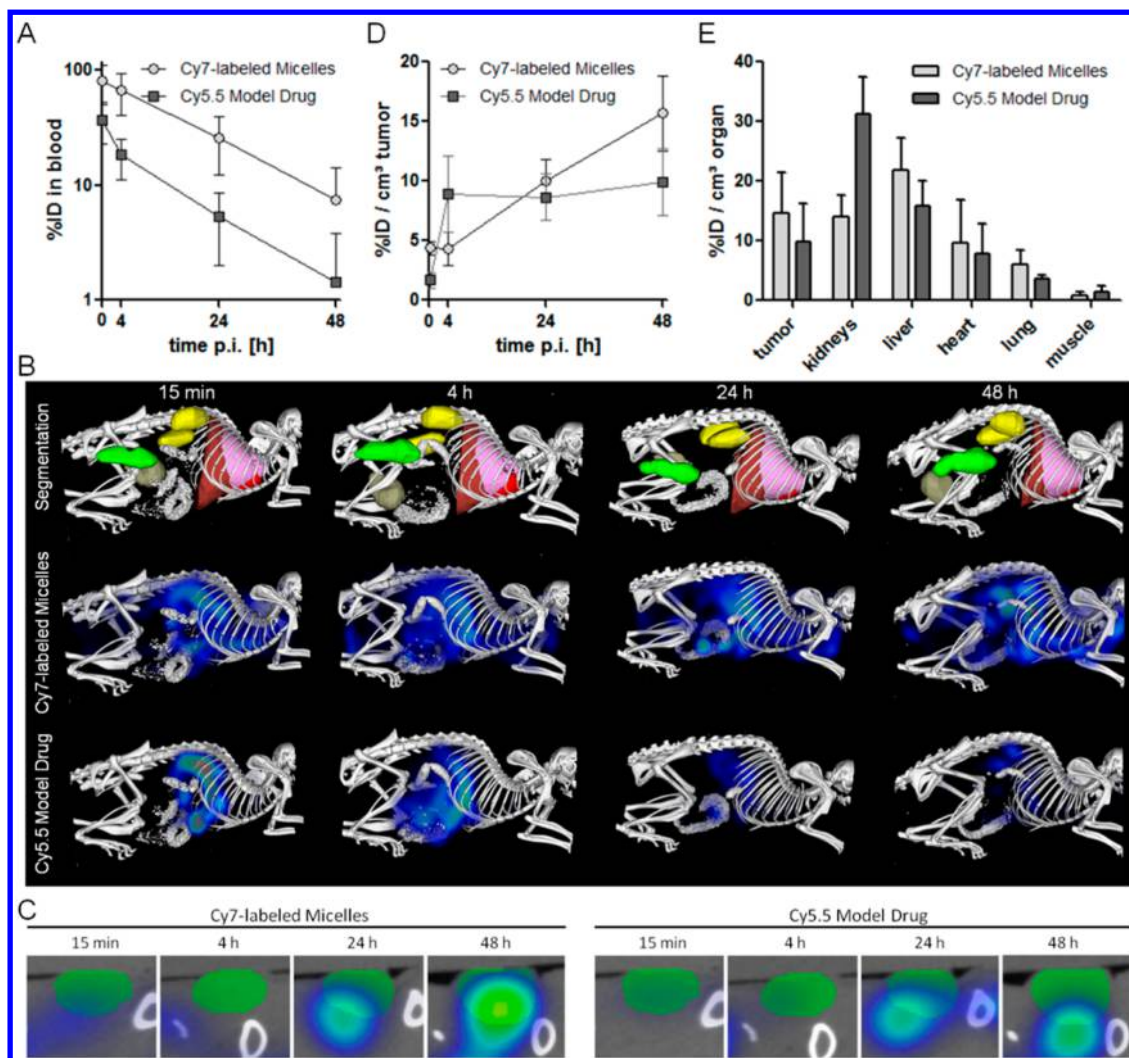 A
Cy7-labeled Micelles
Cy5.5 Model Drug
%ID in blood
100
10
1
0 4 24 48
time p.i. [h]
D
Cy7-labeled Micelles
Cy5.5 Model Drug
%ID / cm³ tumor
20
15
10
5
0
0 4 24 48
time p.i. [h]
E
Cy7-labeled Micelles
Cy5.5 Model Drug
%ID / cm³ organ
40
30
20
10
0
tumor kidneys liver heart lung muscle
B
15 min 4 h 24 h 48 h
Segmentation
Cy7-labeled Micelles
Cy5.5 Model Drug
C
Cy7-labeled Micelles
15 min 4 h 24 h 48 h
Cy5.5 Model Drug
15 min 4 h 24 h 48 h